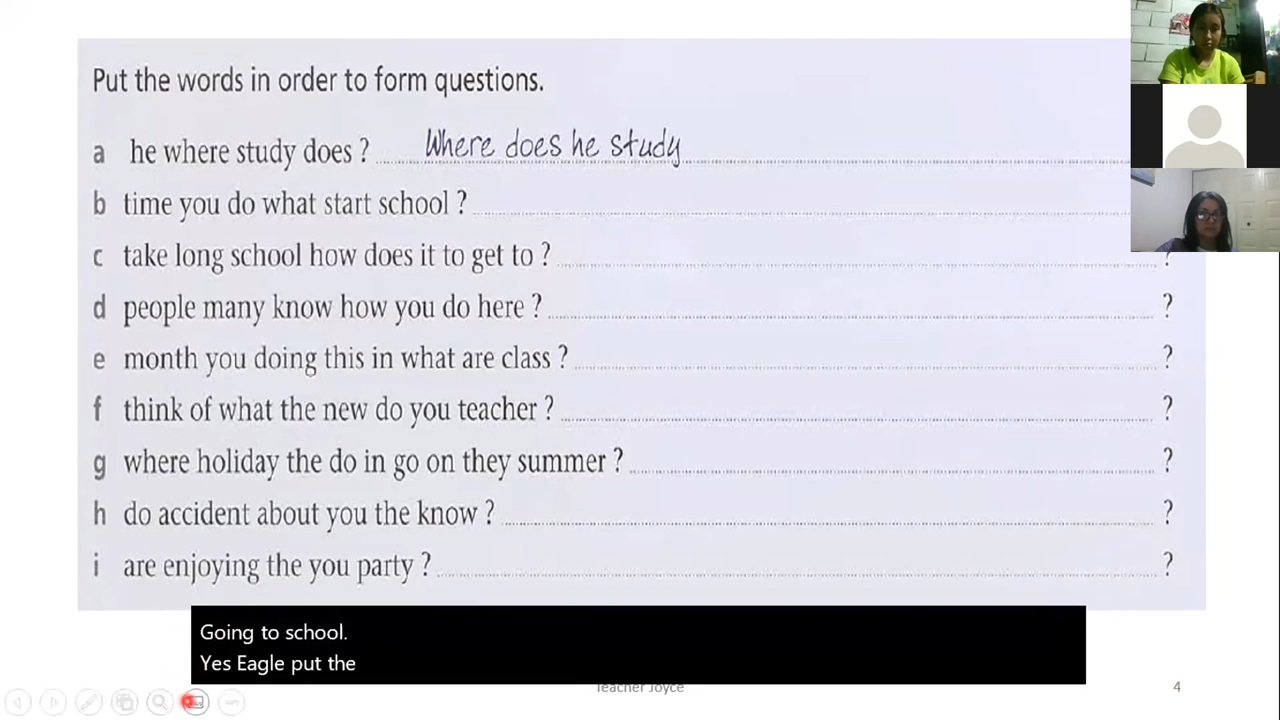 Put the words in order to form questions.
a he where study does ? Where does he study
b time you do what start school ?
c take long school how does it to get to ? ?
d people many know how you do here ? ?
e month you doing this in what are class ? ?
f think of what the new do you teacher ? ?
g where holiday the do in go on they summer ? ?
h do accident about you the know ? ?
i are enjoying the you party ? ?
Going to school.
Yes Eagle put the
Teacher Joyce
4